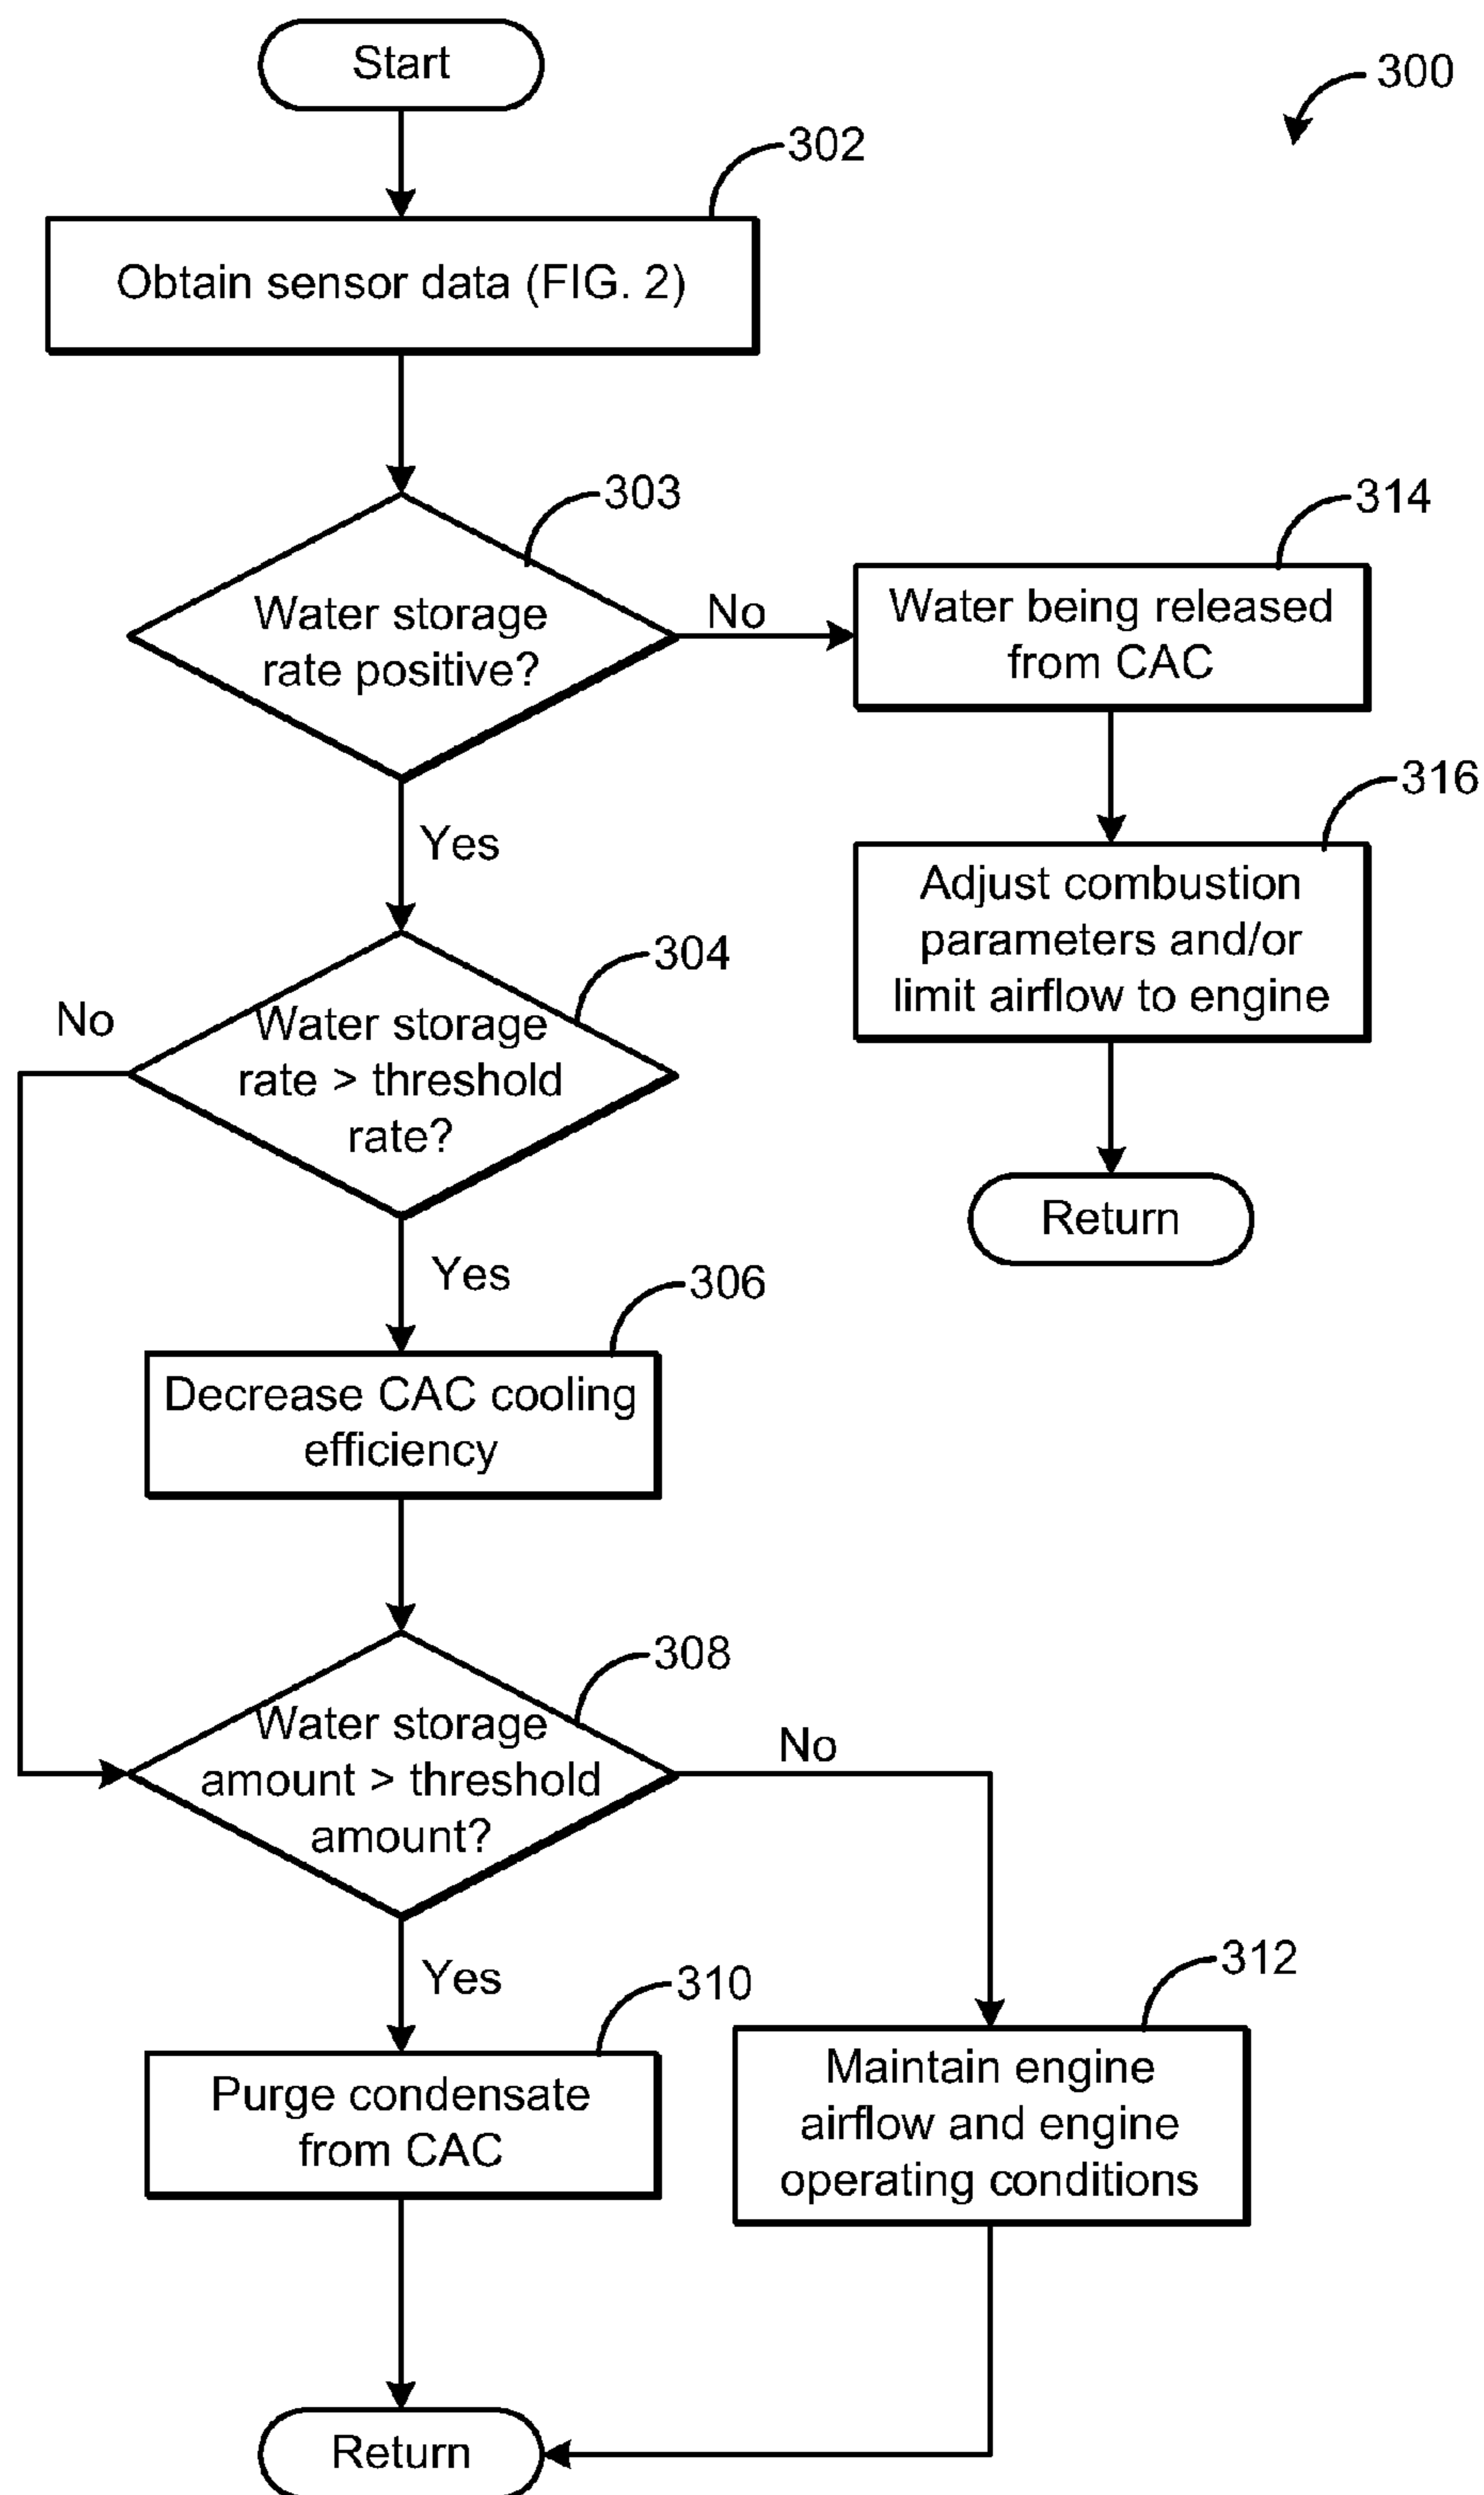 Start
300
302
Obtain sensor data (FIG. 2)
303
Water storage
rate positive?
No
314
Water being released
from CAC
Yes
316
Adjust combustion
parameters and/or
limit airflow to engine
Return
304
No
Water storage
rate > threshold
rate?
Yes
306
Decrease CAC cooling
efficiency
308
Water storage
amount > threshold
amount?
No
Yes
310
Purge condensate
from CAC
312
Maintain engine
airflow and engine
operating conditions
Return